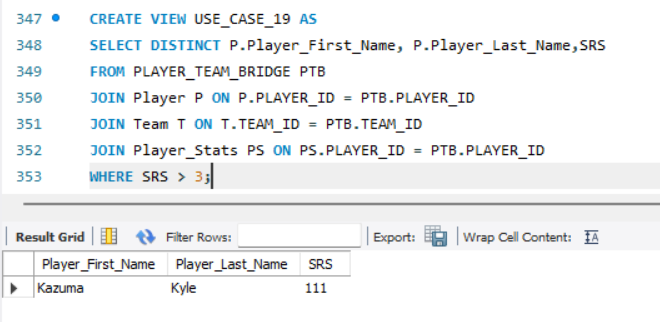 347 CREATE VIEW USE_CASE_19 AS
348 SELECT DISTINCT P.Player_First_Name, P.Player_Last_Name,SRS
349 FROM PLAYER_TEAM_BRIDGE PTB
350 JOIN Player P ON P.PLAYER_ID = PTB.PLAYER_ID
351 JOIN Team T ON T.TEAM_ID = PTB.TEAM_ID
352 JOIN Player_Stats PS ON PS.PLAYER_ID = PTB.PLAYER_ID
353 WHERE SRS > 3;
Result Grid Filter Rows: Export: Wrap Cell Content: IA
Player_First_Name Player_Last_Name SRS
Kazuma Kyle 111